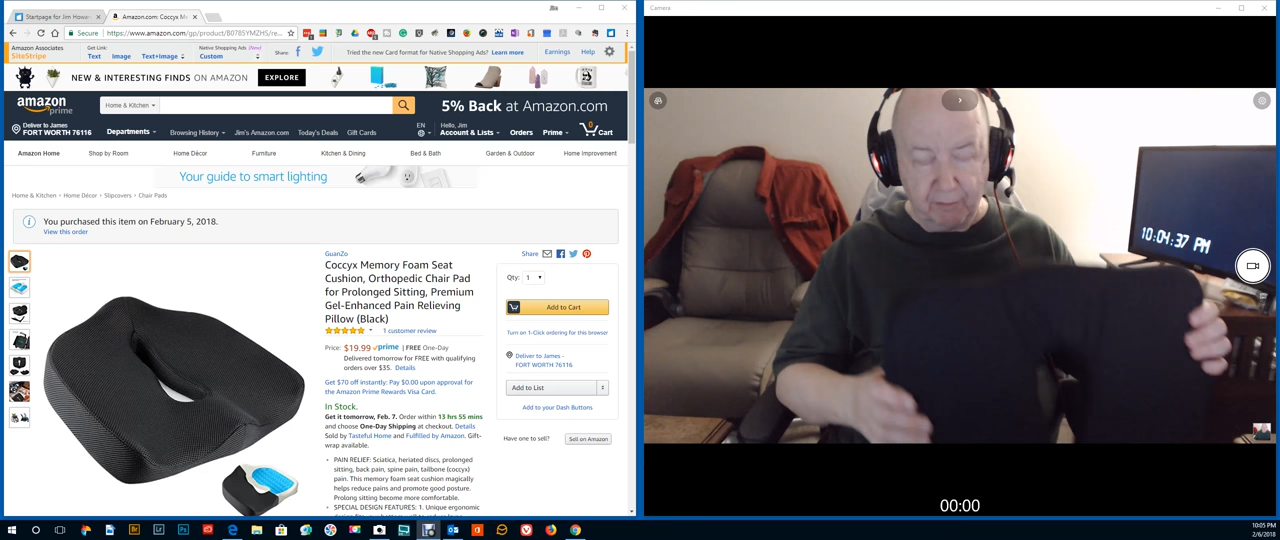 Startpage for Jim Howar
Amazon.com: Coccyx M
Camera
Secure
https://www.amazon.com/gp/product/B0785YMZHS/re...
Amazon Associates
SiteStripe
Get Link:
Text
Image
Text+Image
Native Shopping Ads (New)
Custom
Share:
Tried the new Card format for Native Shopping Ads? Learn more
Earnings
Help
NEW & INTERESTING FINDS ON AMAZON
EXPLORE
amazon
prime
Home & Kitchen
5% Back at Amazon.com
Deliver to James
FORT WORTH 76116
Departments
Browsing History
Jim's Amazon.com
Today's Deals
Gift Cards
EN
Hello, Jim
Account & Lists
Orders
Prime
0
Cart
Amazon Home
Shop by Room
Home Décor
Furniture
Kitchen & Dining
Bed & Bath
Garden & Outdoor
Home Improvement
Your guide to smart lighting
Home & Kitchen › Home Décor › Slipcovers › Chair Pads
You purchased this item on February 5, 2018.
View this order
GuanZo
Coccyx Memory Foam Seat
Cushion, Orthopedic Chair Pad
for Prolonged Sitting, Premium
Gel-Enhanced Pain Relieving
Pillow (Black)
1 customer review
Price: $19.99 prime | FREE One-Day
Delivered tomorrow for FREE with qualifying
orders over $35. Details
Get $70 off instantly: Pay $0.00 upon approval for
the Amazon Prime Rewards Visa Card.
In Stock.
Get it tomorrow, Feb. 7. Order within 13 hrs 55 mins
and choose One-Day Shipping at checkout. Details
Sold by Tasteful Home and Fulfilled by Amazon. Gift-
wrap available.
PAIN RELIEF: Sciatica, heriated discs, prolonged
sitting, back pain, spine pain, tailbone (coccyx)
pain. This memory foam seat cushion magically
helps reduce pains and promote good posture.
Prolong sitting become more comfortable.
SPECIAL DESIGN FEATURES: 1. Unique ergonomic
Share
Qty: 1
Add to Cart
Turn on 1-Click ordering for this browser
Deliver to James -
FORT WORTH 76116
Add to List
Add to your Dash Buttons
Have one to sell?
Sell on Amazon
10:04:37 PM
00:00
10:05 PM
2/6/2018